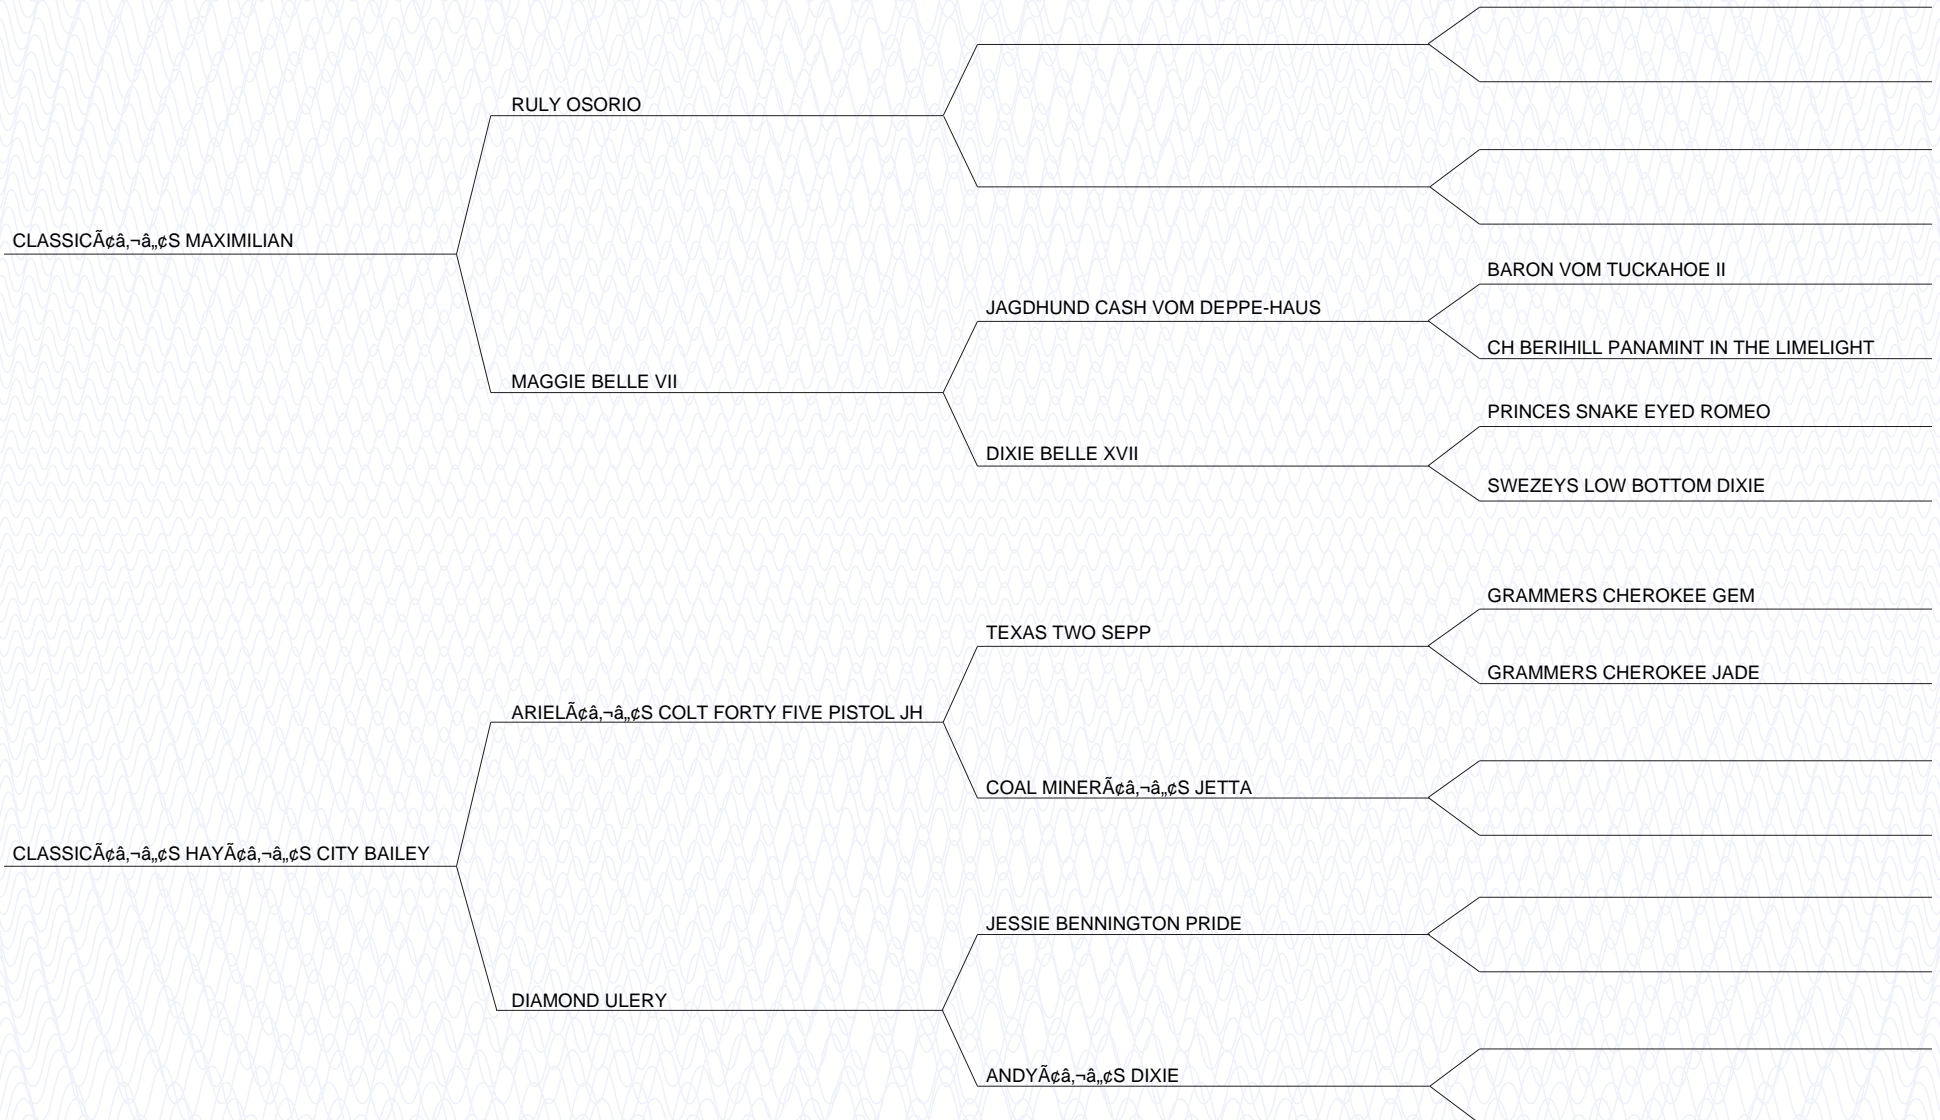 RULY OSORIO
CLASSICÃ¢â‚¬â„¢S MAXIMILIAN
BARON VOM TUCKAHOE II
JAGDHUND CASH VOM DEPPE-HAUS
CH BERIHILL PANAMINT IN THE LIMELIGHT
MAGGIE BELLE VII
PRINCES SNAKE EYED ROMEO
DIXIE BELLE XVII
SWEZEYS LOW BOTTOM DIXIE
GRAMMERS CHEROKEE GEM
TEXAS TWO SEPP
GRAMMERS CHEROKEE JADE
ARIELÃ¢â‚¬â„¢S COLT FORTY FIVE PISTOL JH
COAL MINERÃ¢â‚¬â„¢S JETTA
CLASSICÃ¢â‚¬â„¢S HAYÃ¢â‚¬â„¢S CITY BAILEY
JESSIE BENNINGTON PRIDE
DIAMOND ULERY
ANDYÃ¢â‚¬â„¢S DIXIE